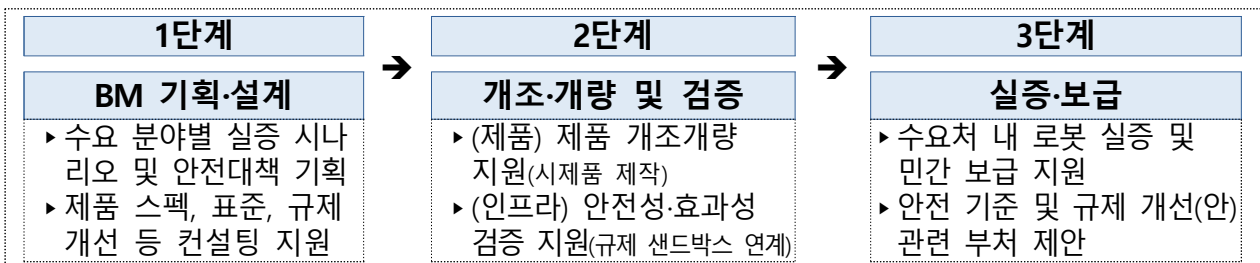 1단계
BM 기획·설계
▸수요 분야별 실증 시나
리오 및 안전대책 기획
▸제품 스펙, 표준, 규제
개선 등 컨설팅 지원
➔
2단계
개조·개량 및 검증
▸(제품) 제품 개조개량
지원(시제품 제작)
▸(인프라) 안전성·효과성
검증 지원(규제 샌드박스 연계)
➔
3단계
실증·보급
▸수요처 내 로봇 실증 및
민간 보급 지원
▸안전 기준 및 규제 개선(안)
관련 부처 제안